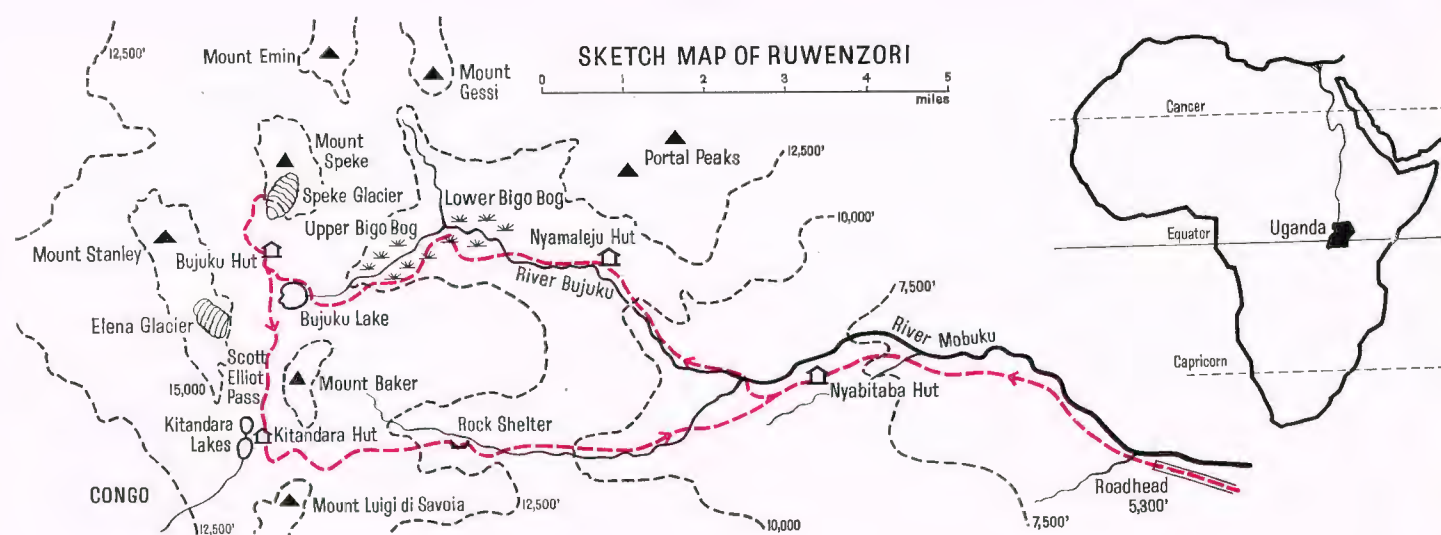 SKETCH MAP OF RUWENZORI
0 1 2 3 4 5
miles
12,500'
Mount Emin
Mount
Gessi
Mount
Speke
Speke Glacier
Portal Peaks
12,500'
Lower Bigo Bog
Upper Bigo Bog
10,000'
Nyamaleju Hut
Mount Stanley
Bujuku Hut
River Bujuku
Bujuku Lake
Elena Glacier
7,500'
River Mobuku
Scott
Elliot
Pass
15,000
Mount Baker
Nyabitaba Hut
Kitandara
Lakes
Kitandara Hut
Rock Shelter
CONGO
Mount Luigi di Savoia
12,500'
12,500'
10,000
7,500'
Roadhead
5,300'
Cancer
Uganda
Equator
Capricorn